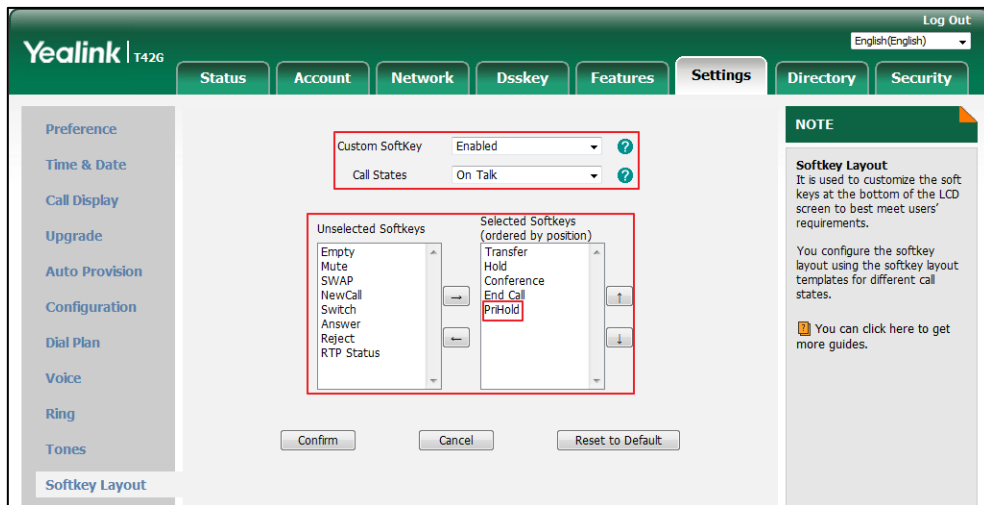 Log Out
English(English)
Yealink | T42G
Status Account Network Dsskey Features Settings Directory Security
Preference
Time & Date
Call Display
Upgrade
Auto Provision
Configuration
Dial Plan
Voice
Ring
Tones
Softkey Layout
Custom SoftKey Enabled ?
Call States On Talk ?
Unselected Softkeys
Empty
Mute
SWAP
NewCall
Switch
Answer
Reject
RTP Status
→
←
Selected Softkeys
(ordered by position)
Transfer
Hold
Conference
End Call
PriHold
↑
↓
Confirm Cancel Reset to Default
NOTE
Softkey Layout
It is used to customize the soft
keys at the bottom of the LCD
screen to best meet users'
requirements.
You configure the softkey
layout using the softkey layout
templates for different call
states.
? You can click here to get
more guides.